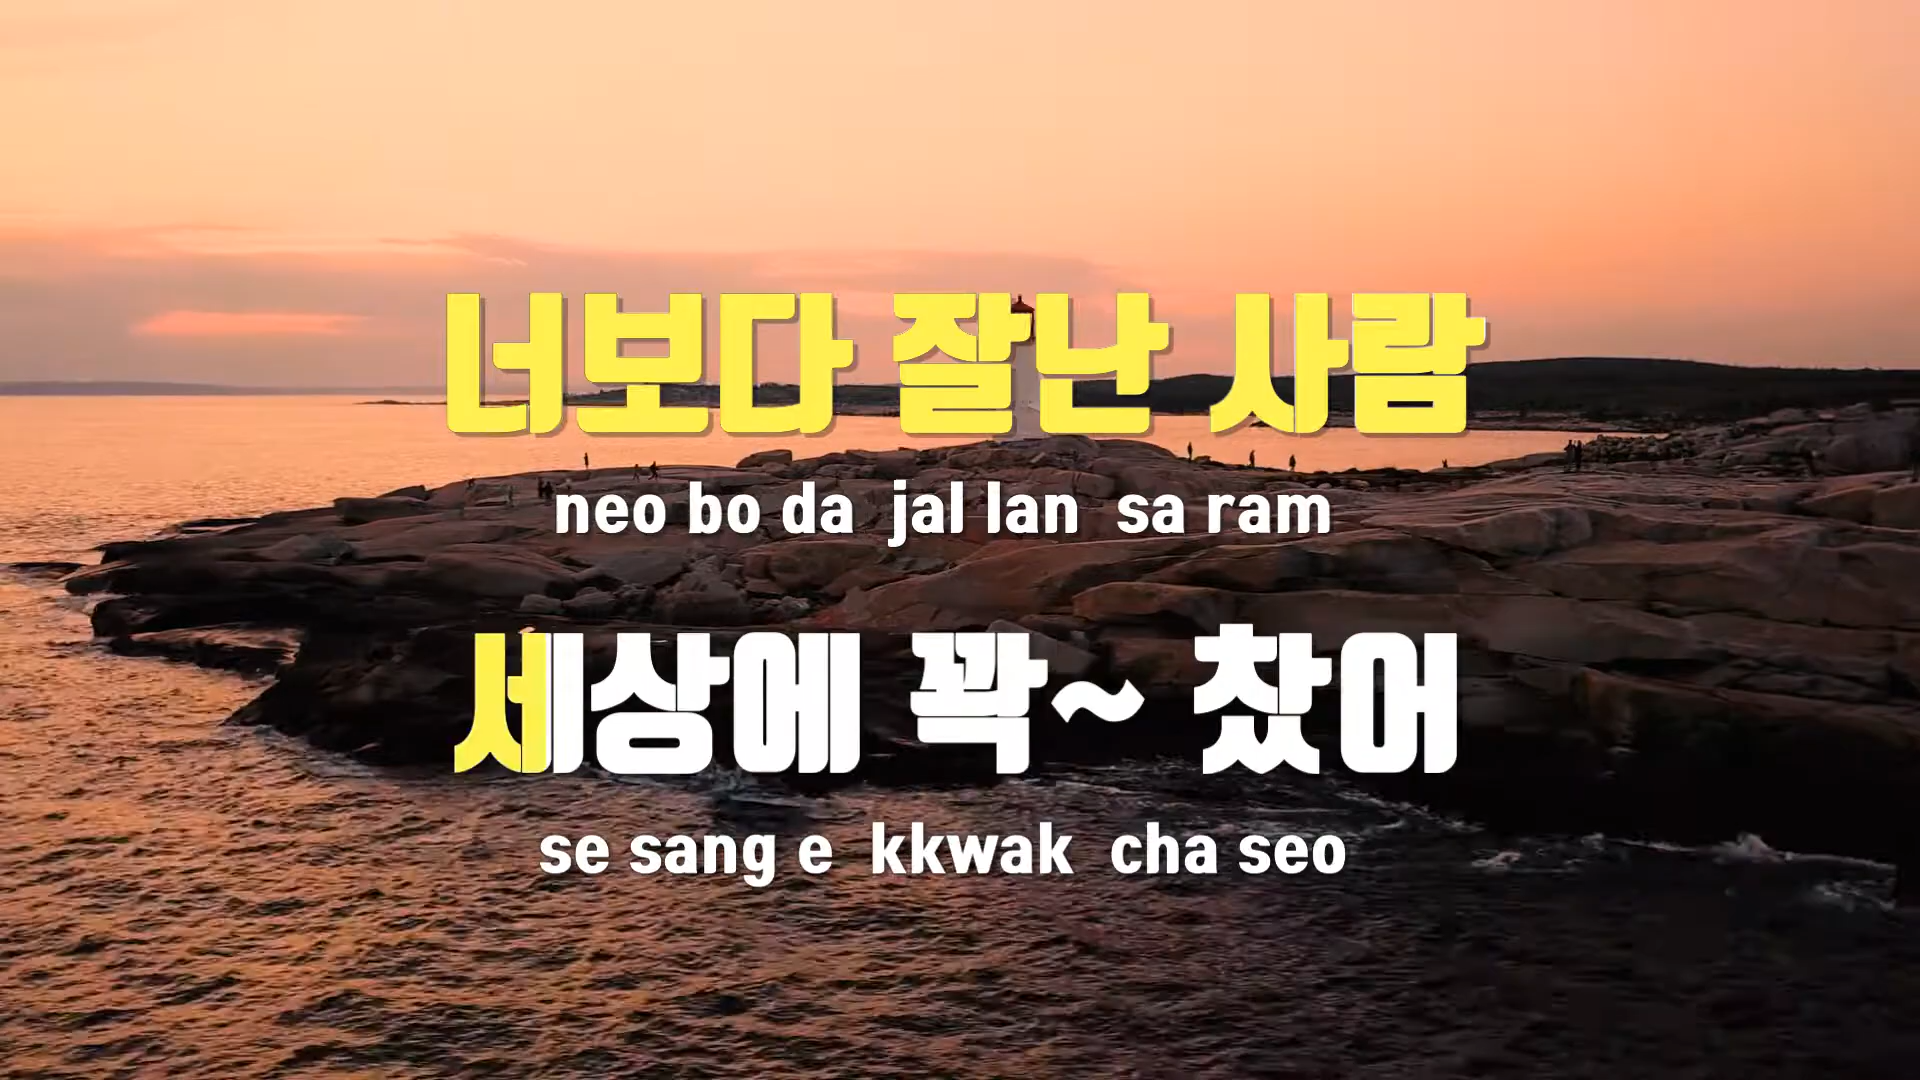 너보다 잘난 사람
neo bo da jal lan sa ram
세상에 꽉~ 찼어
se sang e kkwak cha seo